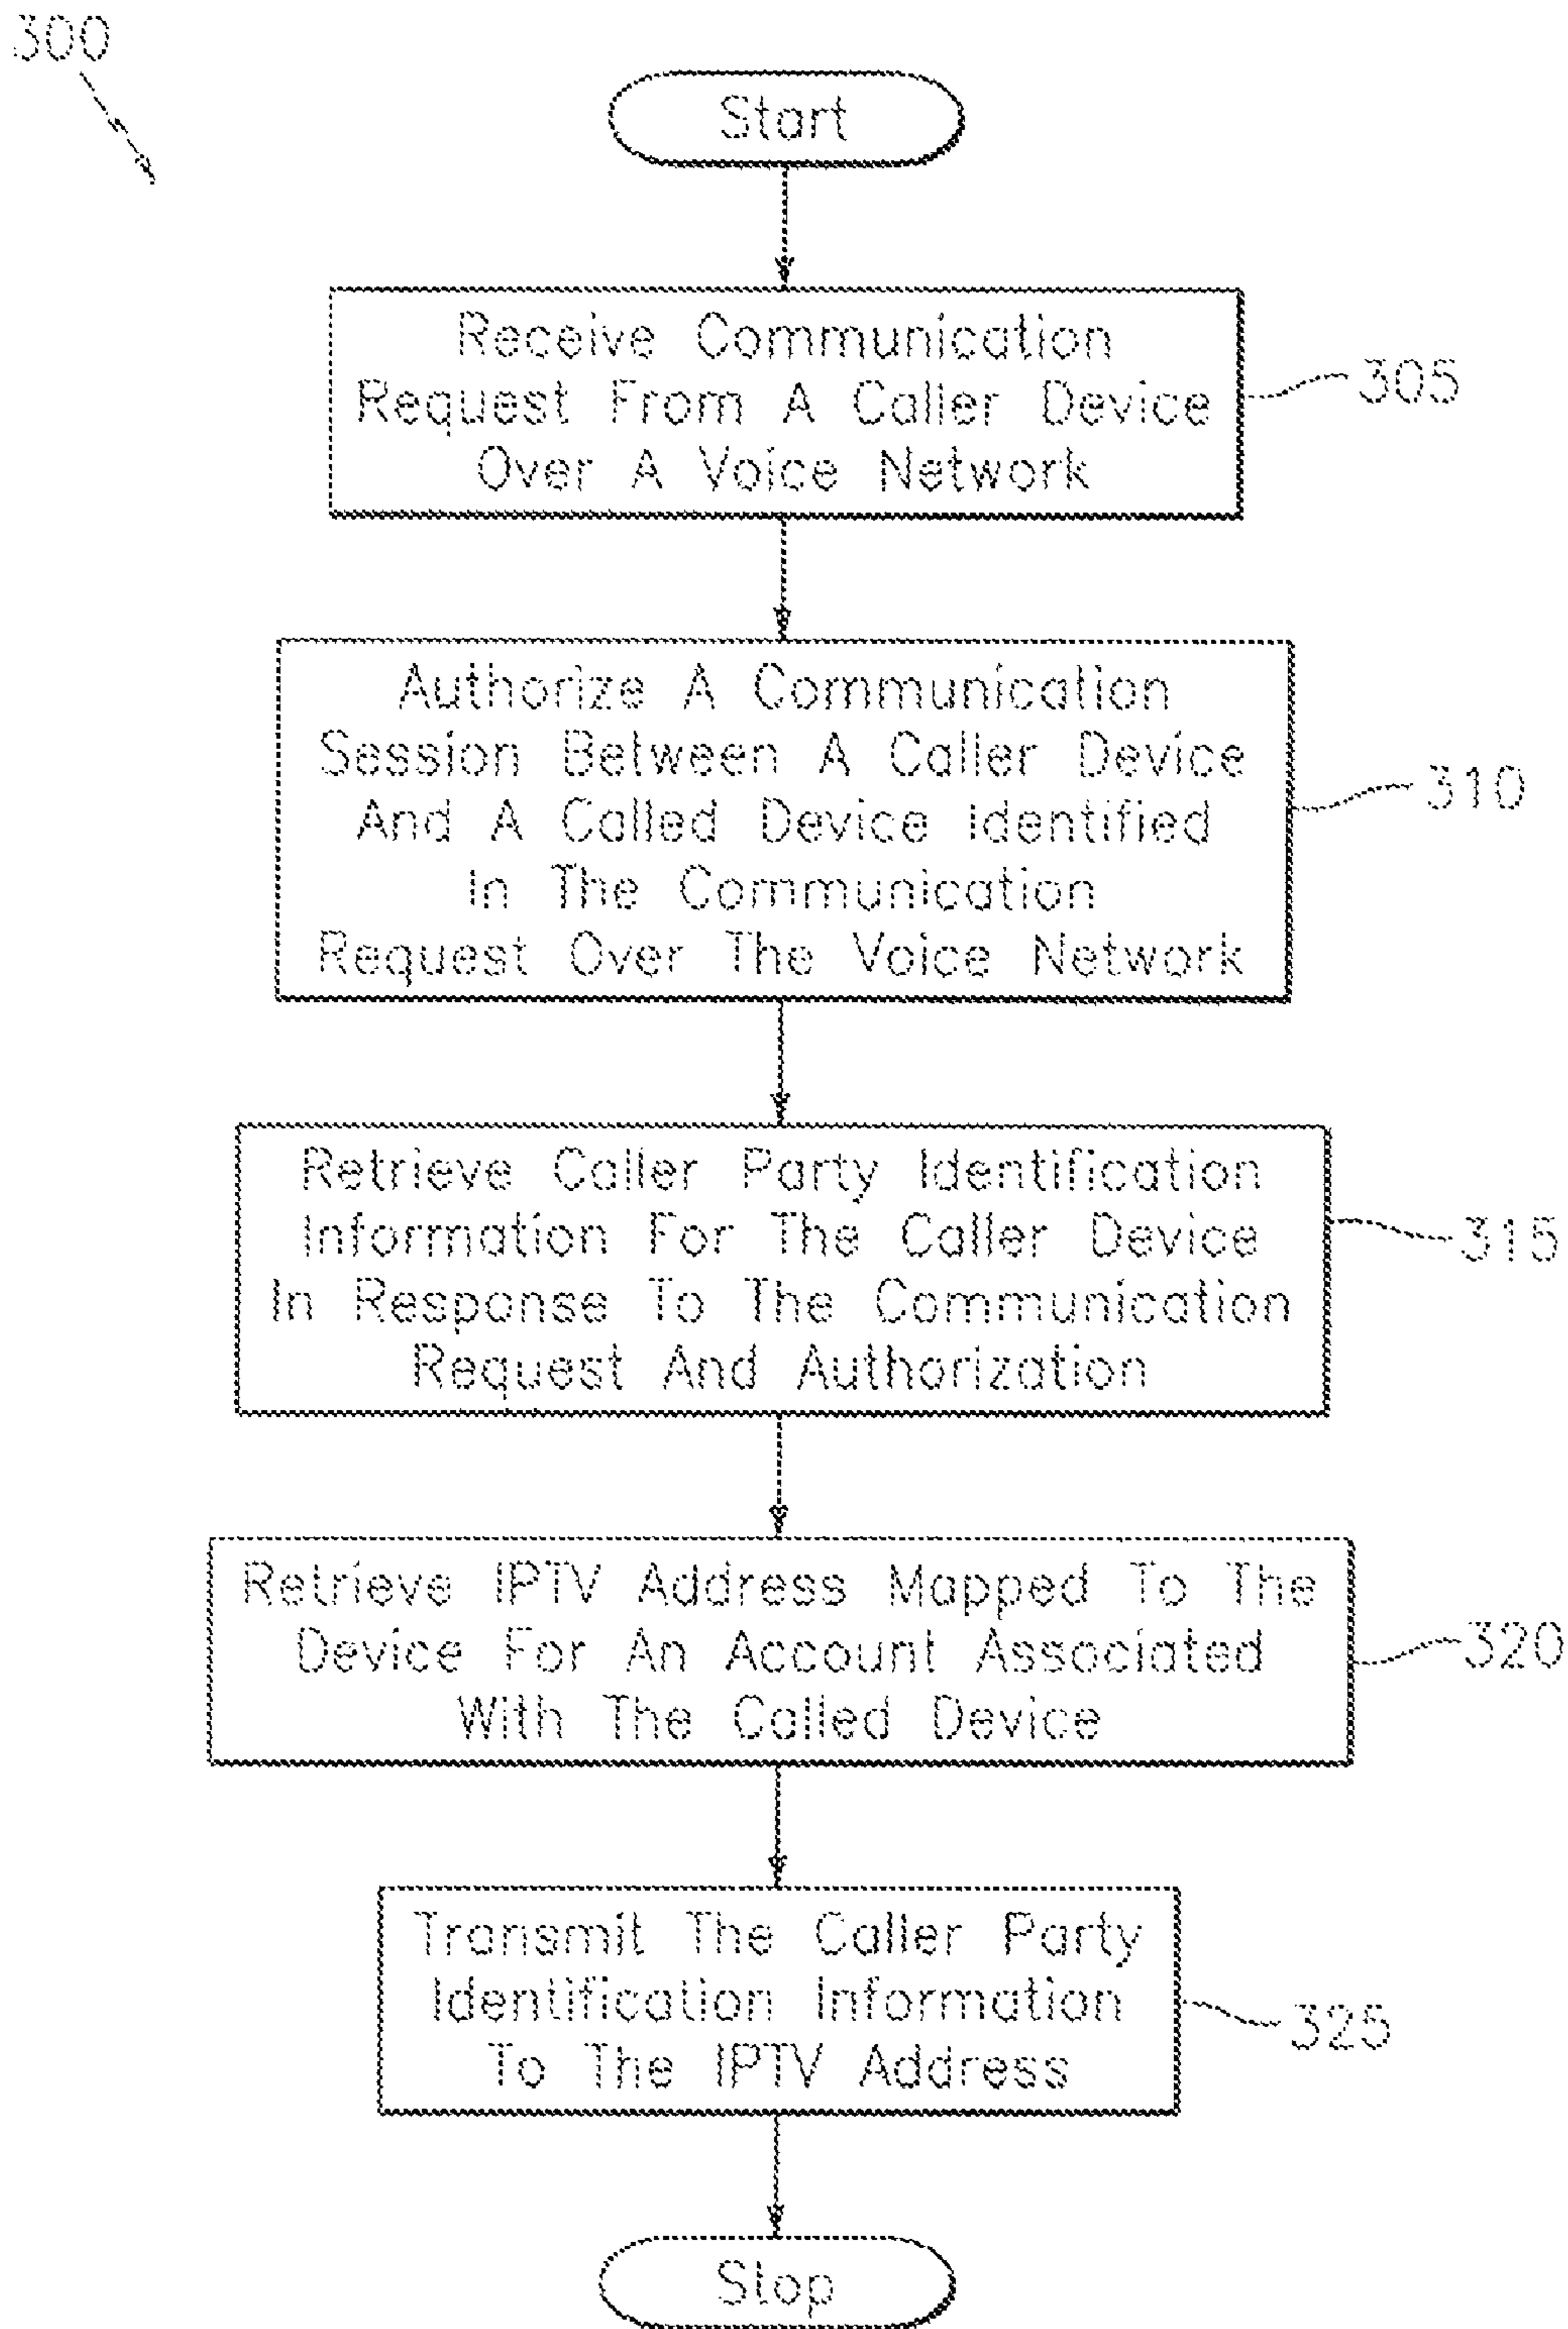 300
Start
Receive Communication
Request From A Caller Device
Over A Voice Network
305
Authorize A Communication
Session Between A Caller Device
And A Called Device Identified
In The Communication
Request Over The Voice Network
310
Retrieve Caller Party Identification
Information For The Caller Device
In Response To The Communication
Request And Authorization
315
Retrieve IPTV Address Mapped To The
Device For An Account Associated
With The Called Device
320
Transmit The Caller Party
Identification Information
To The IPTV Address
325
Stop